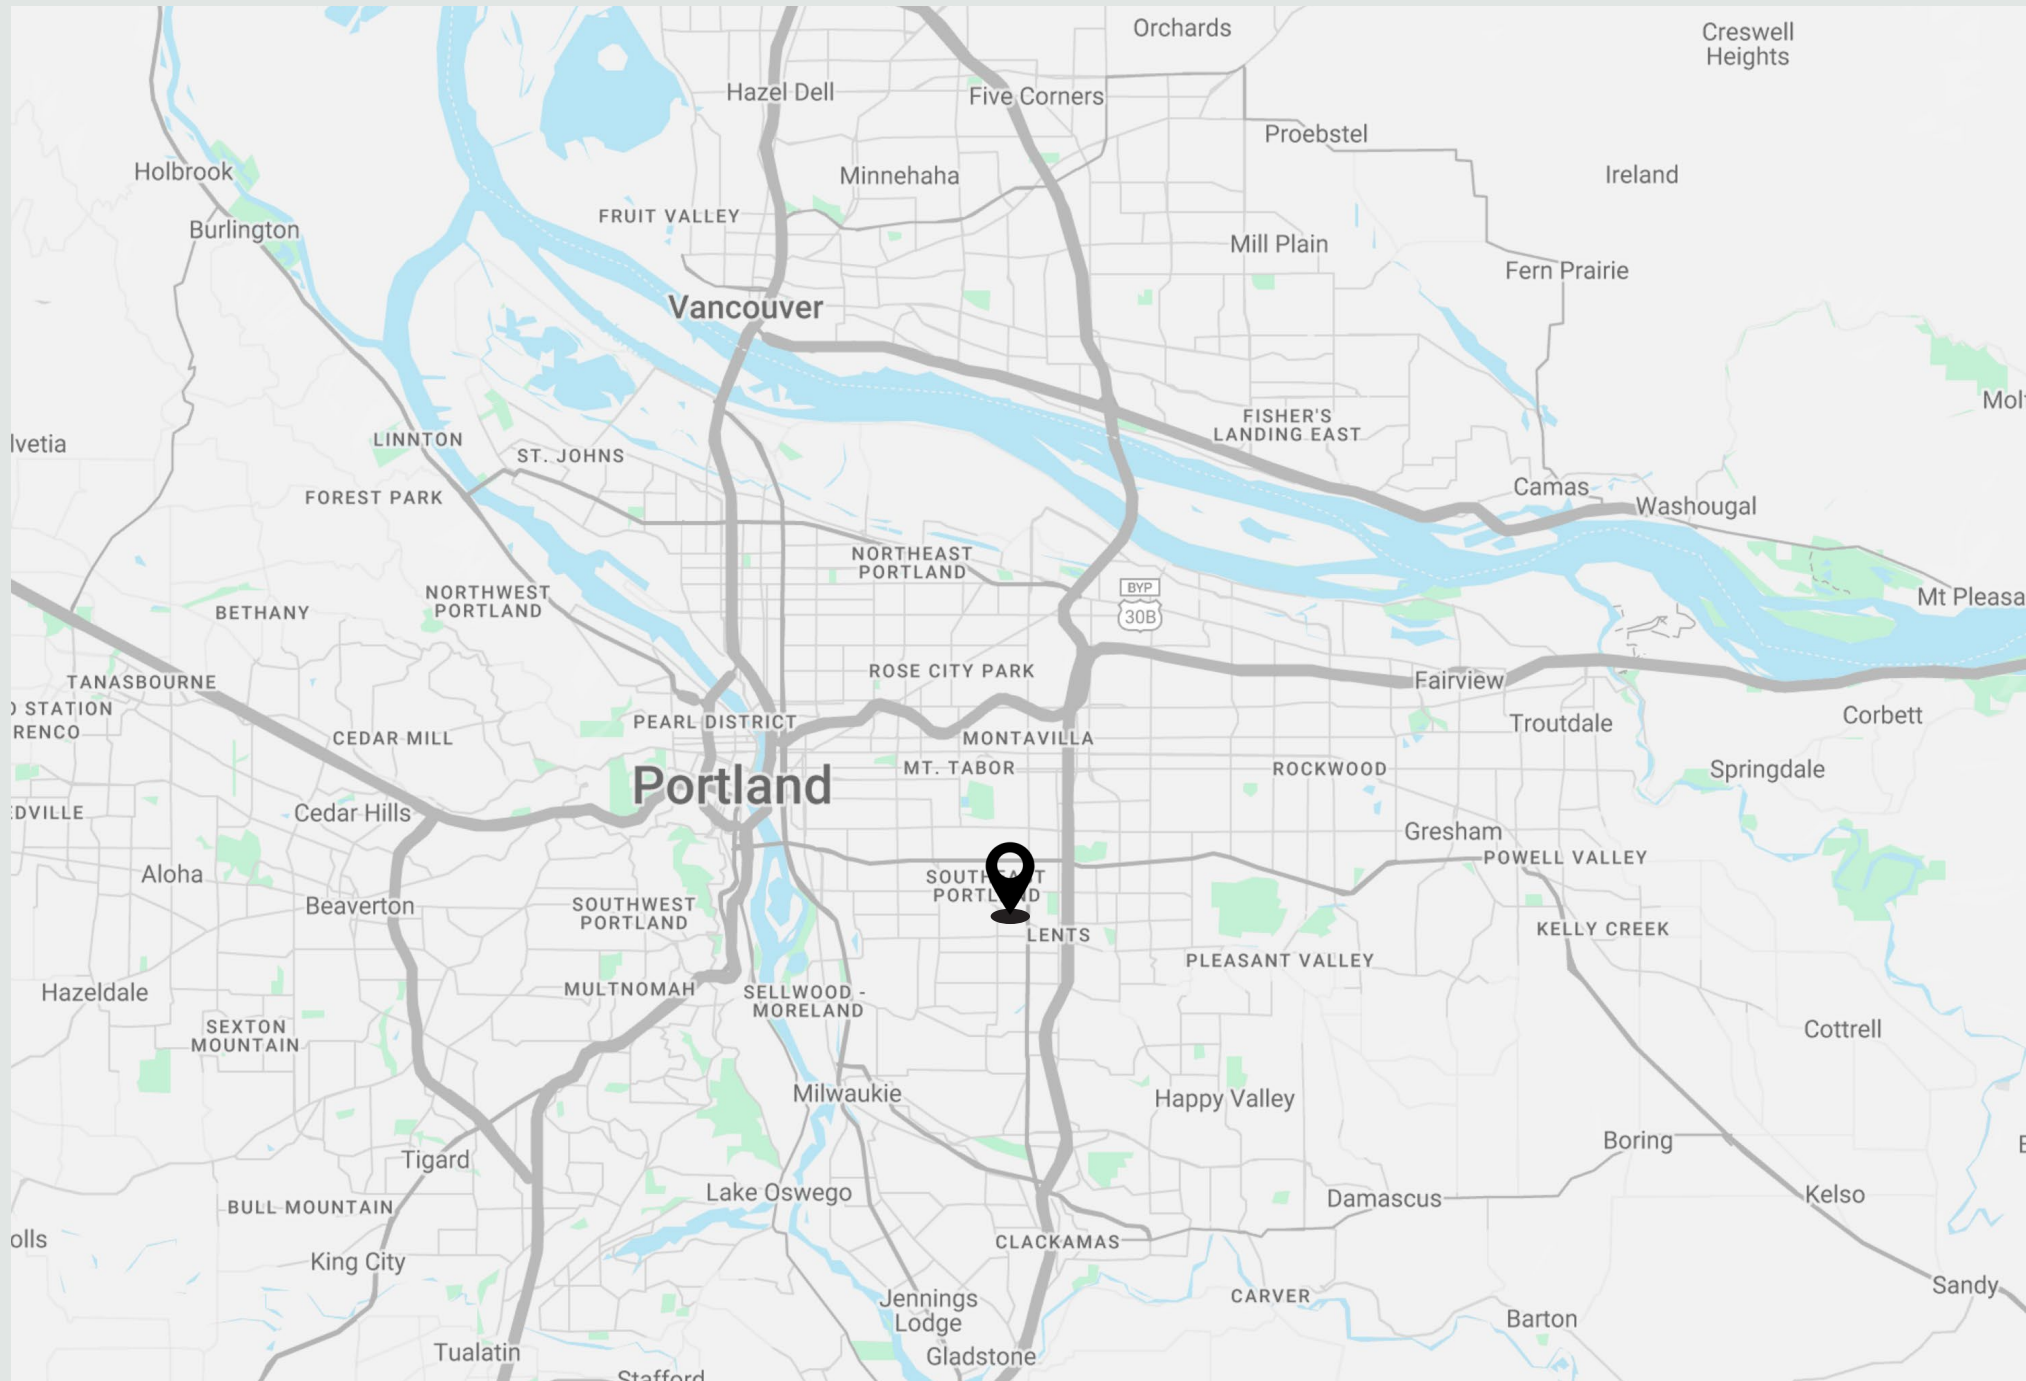 Orchards
Creswell
Heights
Hazel Dell
Five Corners
Proebstel
Holbrook
Minnehaha
Ireland
FRUIT VALLEY
Burlington
Mill Plain
Fern Prairie
Vancouver
Molt
FISHER'S
LANDING EAST
LINNTON
lvetia
ST. JOHNS
Camas
FOREST PARK
Washougal
NORTHEAST
PORTLAND
BYP
30B
NORTHWEST
PORTLAND
Mt Pleasa
BETHANY
ROSE CITY PARK
TANASBOURNE
Fairview
O STATION
RENCO
Corbett
PEARL DISTRICT
Troutdale
CEDAR MILL
MONTAVILLA
MT. TABOR
ROCKWOOD
Springdale
Portland
EDVILLE
Cedar Hills
Gresham
POWELL VALLEY
Aloha
SOUTHEAST
PORTLAND
Beaverton
SOUTHWEST
PORTLAND
LENTS
KELLY CREEK
PLEASANT VALLEY
MULTNOMAH
Hazeldale
SELLWOOD -
MORELAND
SEXTON
MOUNTAIN
Cottrell
Milwaukie
Happy Valley
Boring
E
Tigard
Lake Oswego
Damascus
Kelso
BULL MOUNTAIN
olls
CLACKAMAS
King City
Sandy
CARVER
Jennings
Lodge
Barton
Tualatin
Gladstone
Stafford